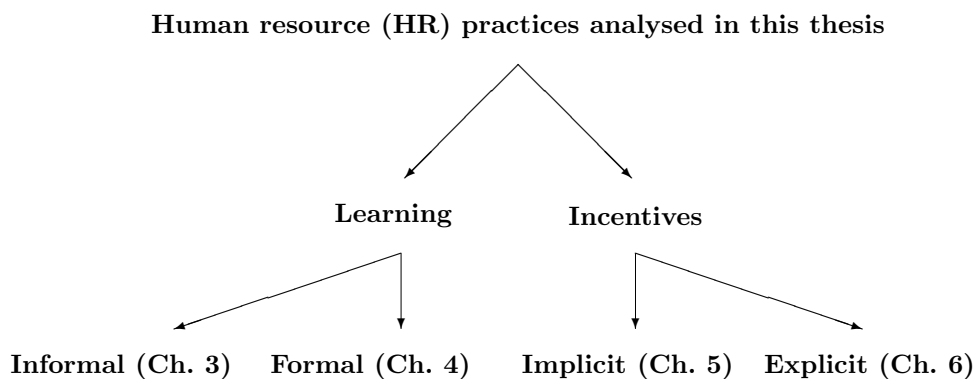 Human resource (HR) practices analysed in this thesis
Learning
Incentives
Informal (Ch. 3)
Formal (Ch. 4)
Implicit (Ch. 5)
Explicit (Ch. 6)